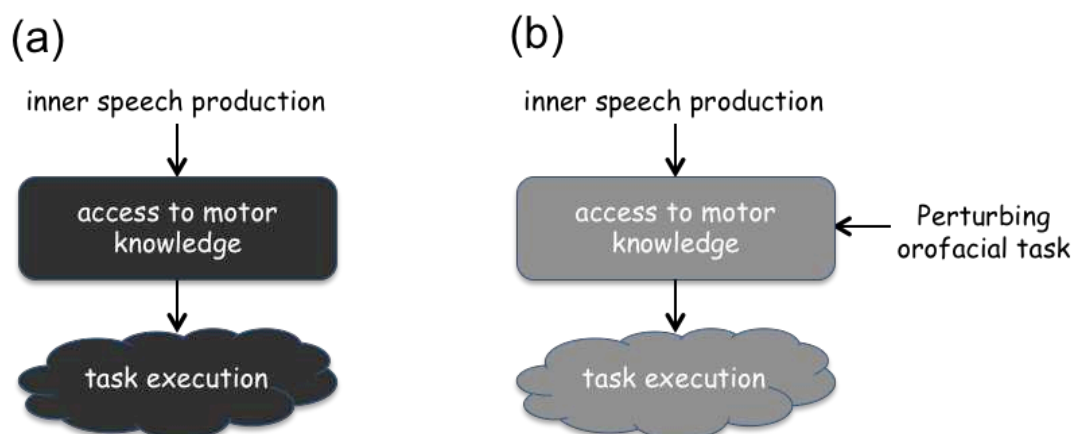 (a)
inner speech production
access to motor
knowledge
task execution
(b)
inner speech production
access to motor
knowledge
Perturbing
orofacial task
task execution